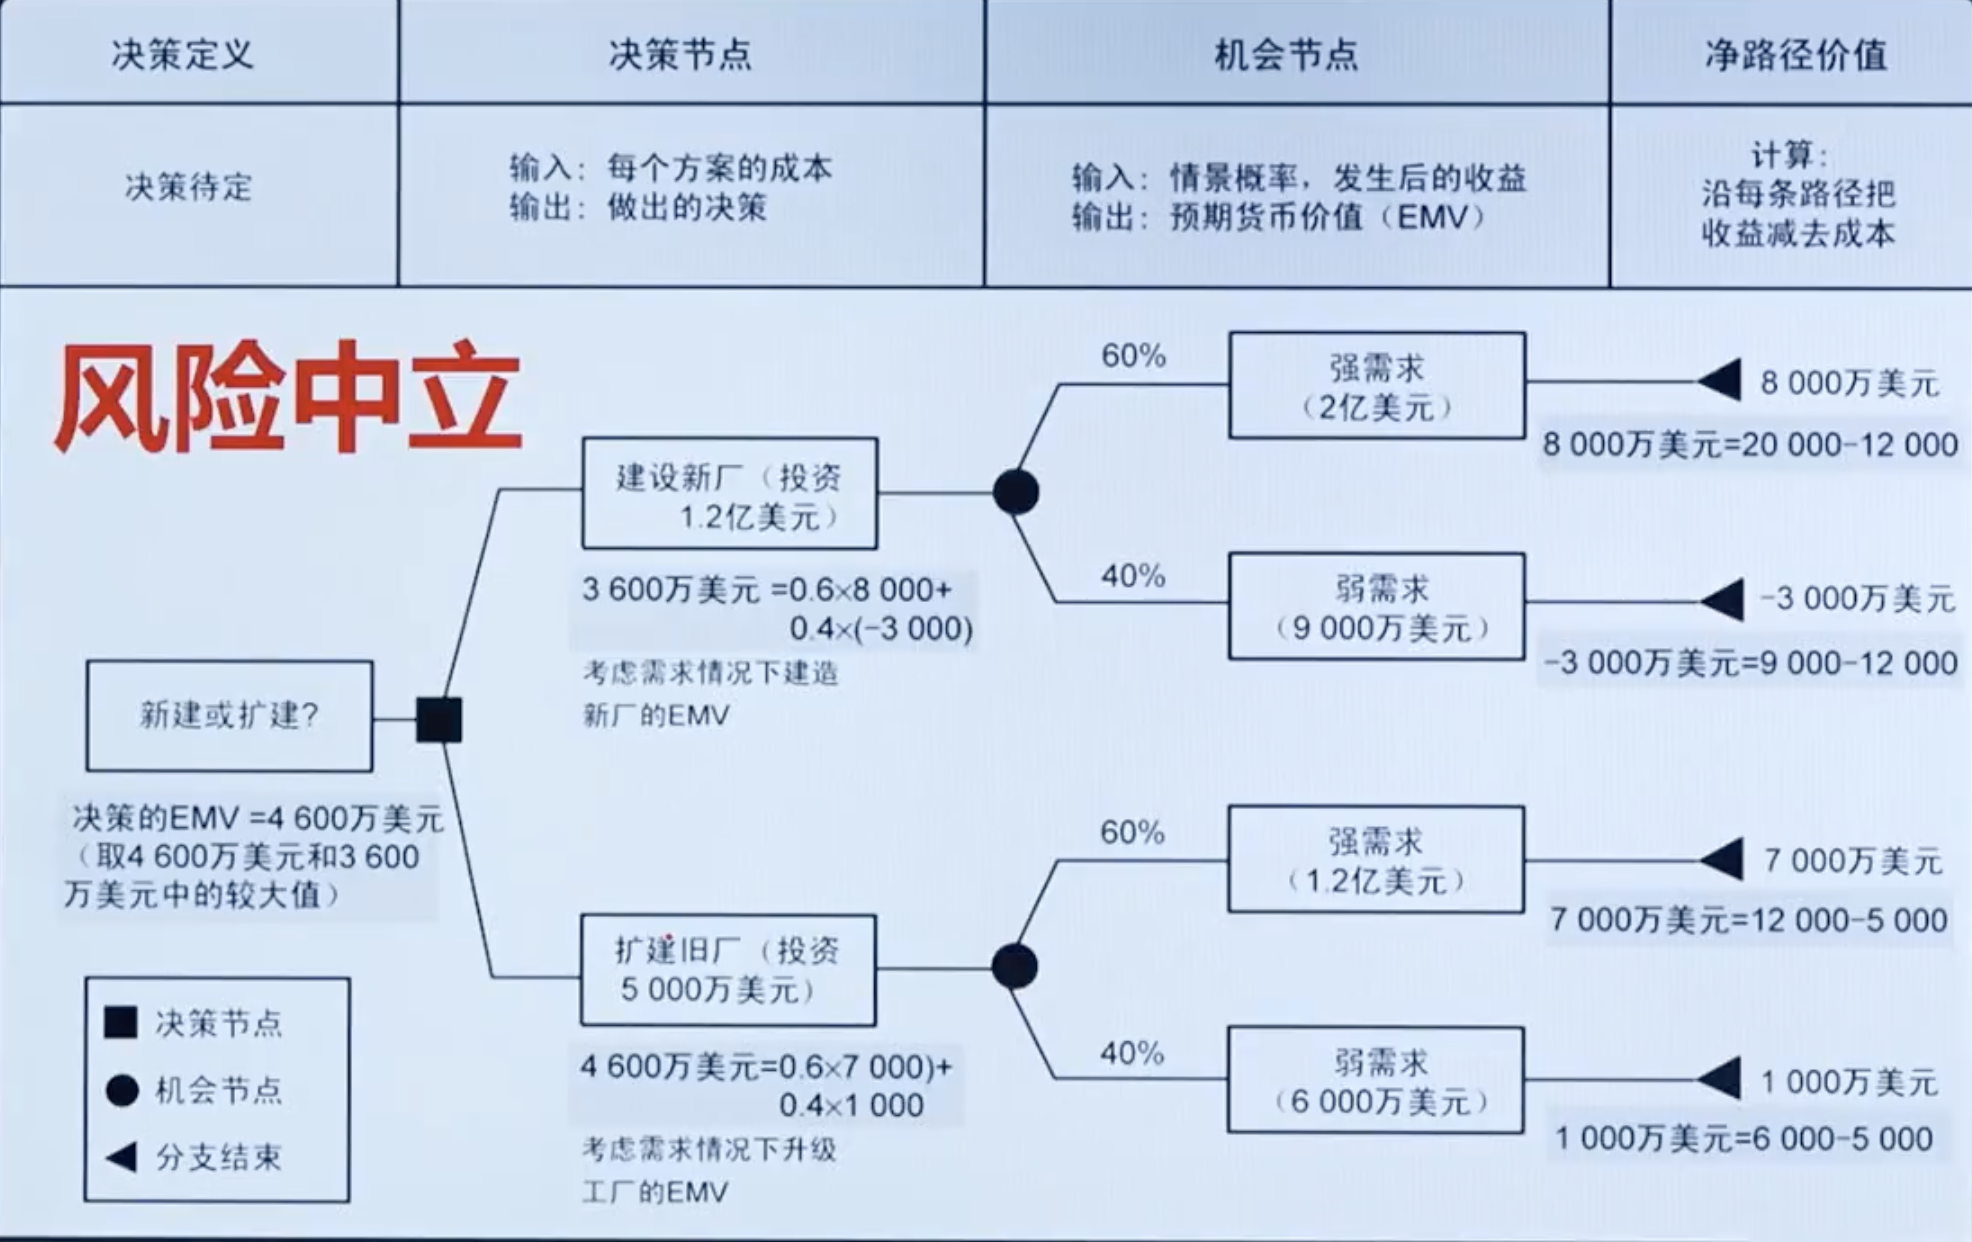 决策定义
决策节点
机会节点
净路径价值
决策待定
输入：每个方案的成本
输出：做出的决策
输入：情景概率，发生后的收益
输出：预期货币价值（EMV）
计算：
沿每条路径把
收益减去成本
风险中立
新建或扩建？
决策的EMV =4 600万美元
（取4 600万美元和3 600
万美元中的较大值）
建设新厂（投资
1.2亿美元）
3 600万美元 =0.6×8 000+
0.4×(-3 000)
考虑需求情况下建造
新厂的EMV
60%
强需求
（2亿美元）
8 000万美元
8 000万美元=20 000-12 000
40%
弱需求
（9 000万美元）
-3 000万美元
-3 000万美元=9 000-12 000
扩建旧厂（投资
5 000万美元）
4 600万美元=0.6×7 000)+
0.4×1 000
考虑需求情况下升级
工厂的EMV
60%
强需求
（1.2亿美元）
7 000万美元
7 000万美元=12 000-5 000
40%
弱需求
（6 000万美元）
1 000万美元
1 000万美元=6 000-5 000
决策节点
机会节点
分支结束